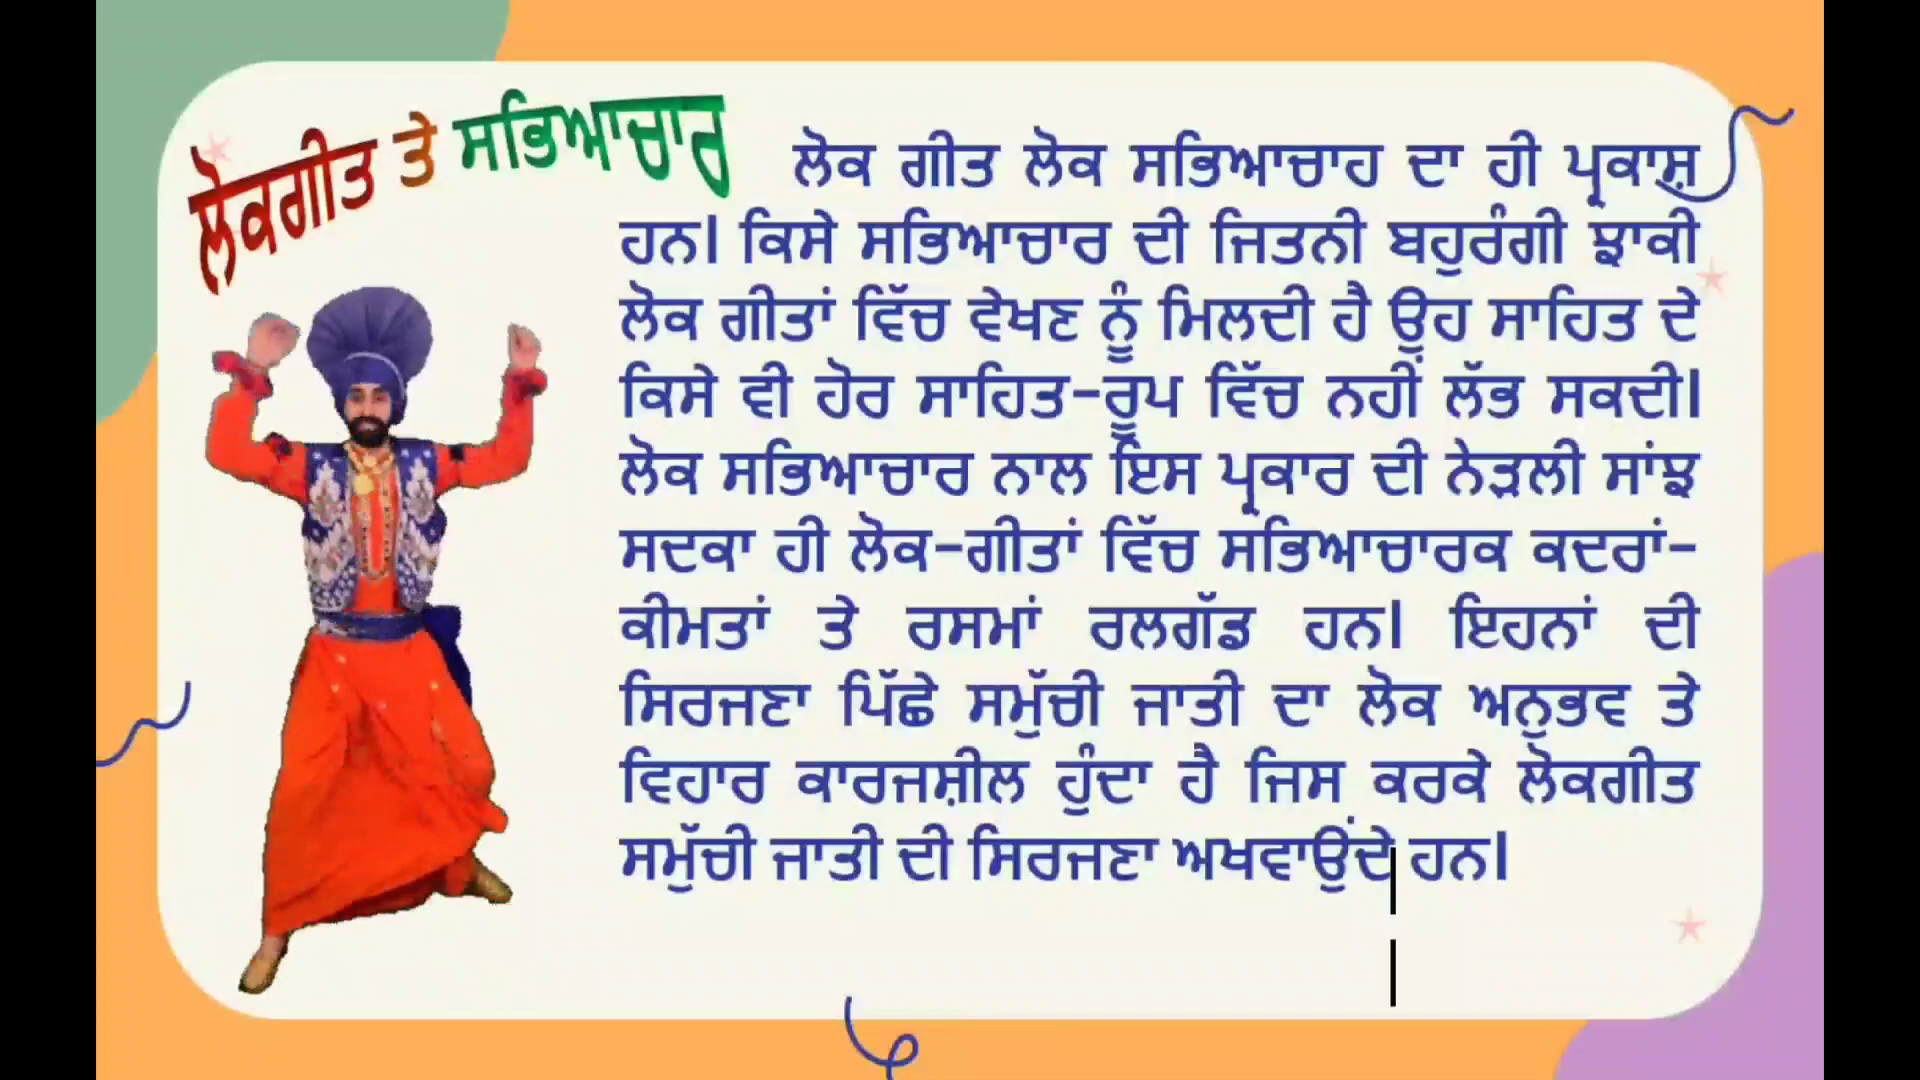 ਲੋਕਗੀਤ ਤੇ ਸਭਿਆਚਾਰ
ਲੋਕ ਗੀਤ ਲੋਕ ਸਭਿਆਚਾਹ ਦਾ ਹੀ ਪ੍ਰਕਾਸ਼
ਹਨ। ਕਿਸੇ ਸਭਿਆਚਾਰ ਦੀ ਜਿਤਨੀ ਬਹੁਰੰਗੀ ਝਾਕੀ
ਲੋਕ ਗੀਤਾਂ ਵਿੱਚ ਵੇਖਣ ਨੂੰ ਮਿਲਦੀ ਹੈ ਉਹ ਸਾਹਿਤ ਦੇ
ਕਿਸੇ ਵੀ ਹੋਰ ਸਾਹਿਤ-ਰੂਪ ਵਿੱਚ ਨਹੀਂ ਲੱਭ ਸਕਦੀ।
ਲੋਕ ਸਭਿਆਚਾਰ ਨਾਲ ਇਸ ਪ੍ਰਕਾਰ ਦੀ ਨੇੜਲੀ ਸਾਂਝ
ਸਦਕਾ ਹੀ ਲੋਕ-ਗੀਤਾਂ ਵਿੱਚ ਸਭਿਆਚਾਰਕ ਕਦਰਾਂ-
ਕੀਮਤਾਂ ਤੇ ਰਸਮਾਂ ਰਲਗੱਡ ਹਨ। ਇਹਨਾਂ ਦੀ
ਸਿਰਜਣਾ ਪਿੱਛੇ ਸਮੁੱਚੀ ਜਾਤੀ ਦਾ ਲੋਕ ਅਨੁਭਵ ਤੇ
ਵਿਹਾਰ ਕਾਰਜਸ਼ੀਲ ਹੁੰਦਾ ਹੈ ਜਿਸ ਕਰਕੇ ਲੋਕਗੀਤ
ਸਮੁੱਚੀ ਜਾਤੀ ਦੀ ਸਿਰਜਣਾ ਅਖਵਾਉਂਦੇ ਹਨ।